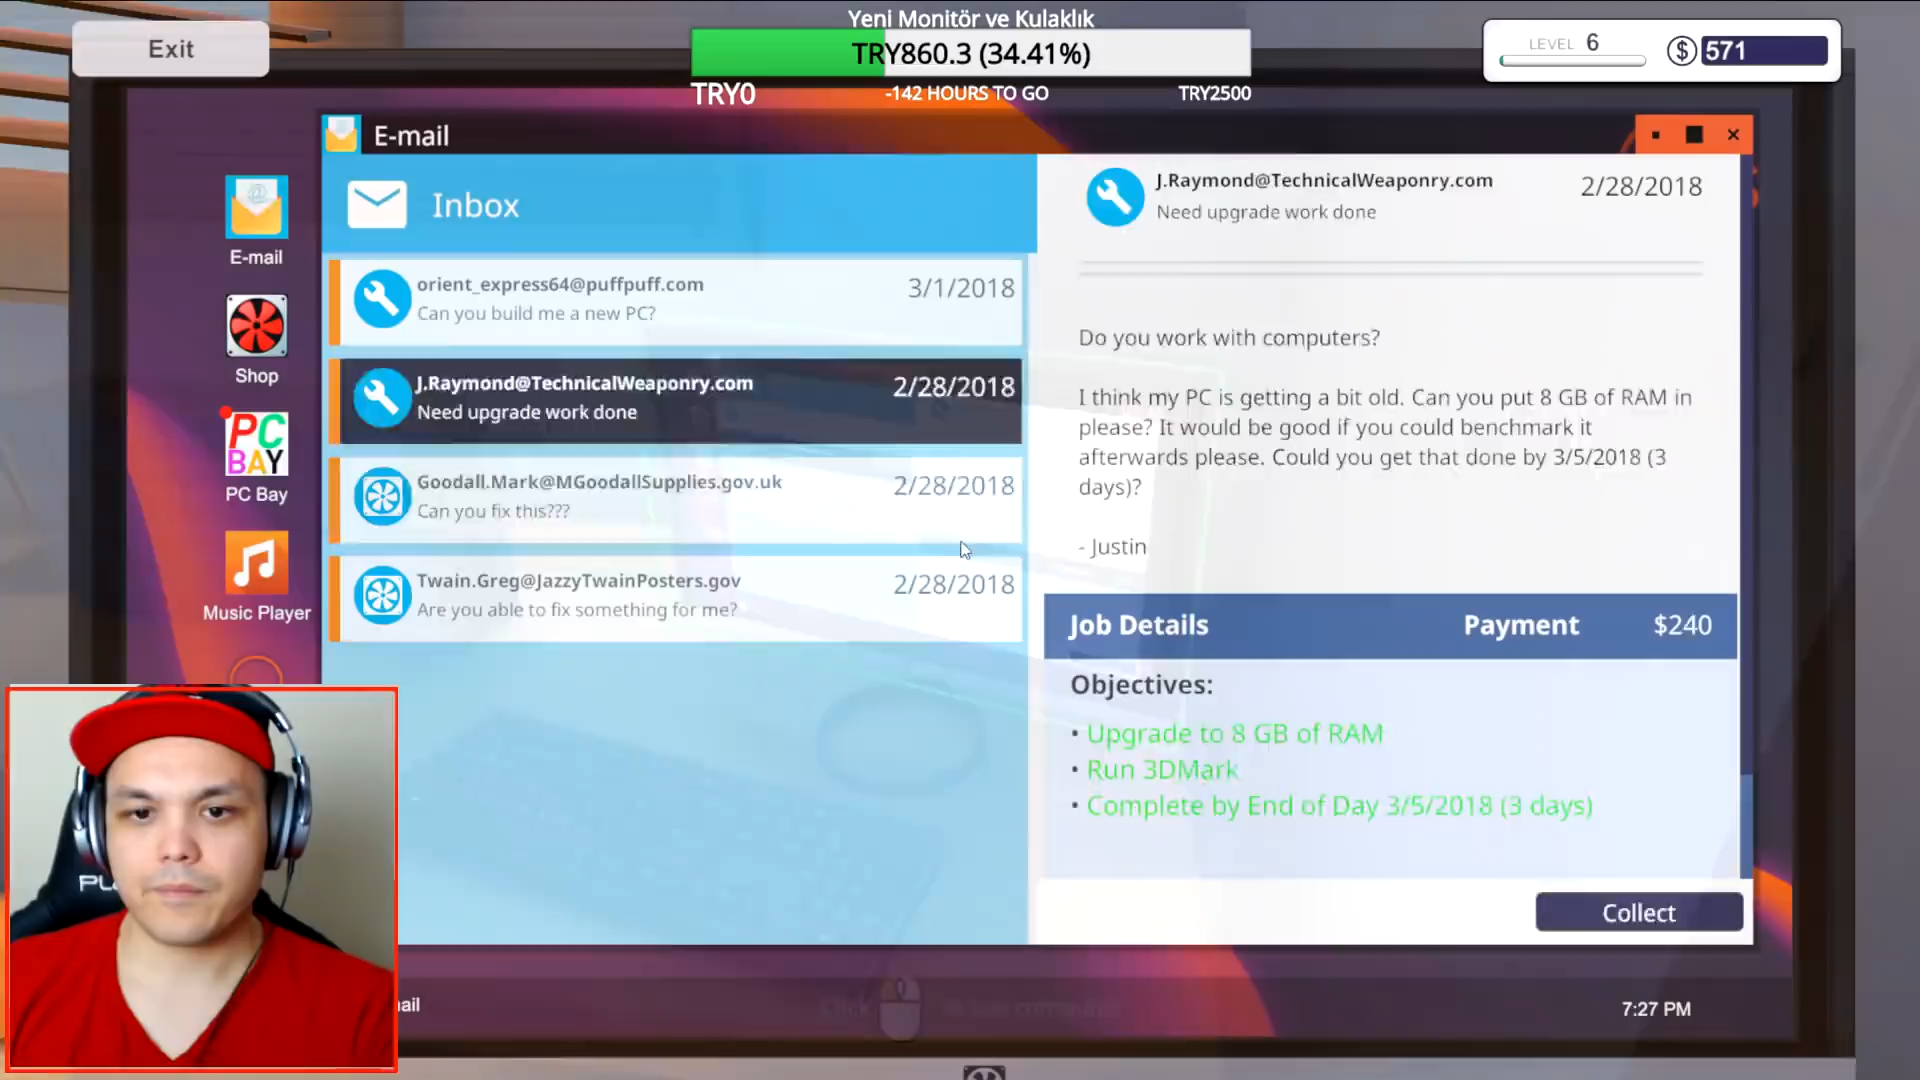 Exit
Yeni Monitör ve Kulaklık
TRY860.3 (34.41%)
TRY0
-142 HOURS TO GO
TRY2500
LEVEL 6
$ 571
E-mail
E-mail
Shop
PC
BAY
PC Bay
Music Player
Inbox
orient_express64@puffpuff.com
3/1/2018
Can you build me a new PC?
J.Raymond@TechnicalWeaponry.com
2/28/2018
Need upgrade work done
Goodall.Mark@MGoodallSupplies.gov.uk
2/28/2018
Can you fix this???
Twain.Greg@JazzyTwainPosters.gov
2/28/2018
Are you able to fix something for me?
J.Raymond@TechnicalWeaponry.com
2/28/2018
Need upgrade work done
Do you work with computers?
I think my PC is getting a bit old. Can you put 8 GB of RAM in
please? It would be good if you could benchmark it
afterwards please. Could you get that done by 3/5/2018 (3
days)?
- Justin
Job Details
Payment
$240
Objectives:
• Upgrade to 8 GB of RAM
• Run 3DMark
• Complete by End of Day 3/5/2018 (3 days)
Collect
ail
Click
7:27 PM